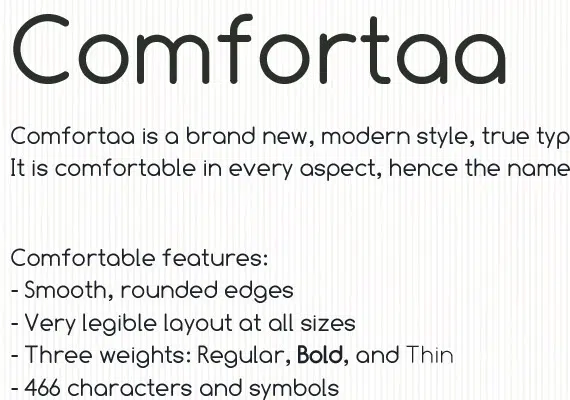 Comfortaa
Comfortaa is a brand new, modern style, true typ
It is comfortable in every aspect, hence the name
Comfortable features:
- Smooth, rounded edges
- Very legible layout at all sizes
- Three weights: Regular, Bold, and Thin
- 466 characters and symbols